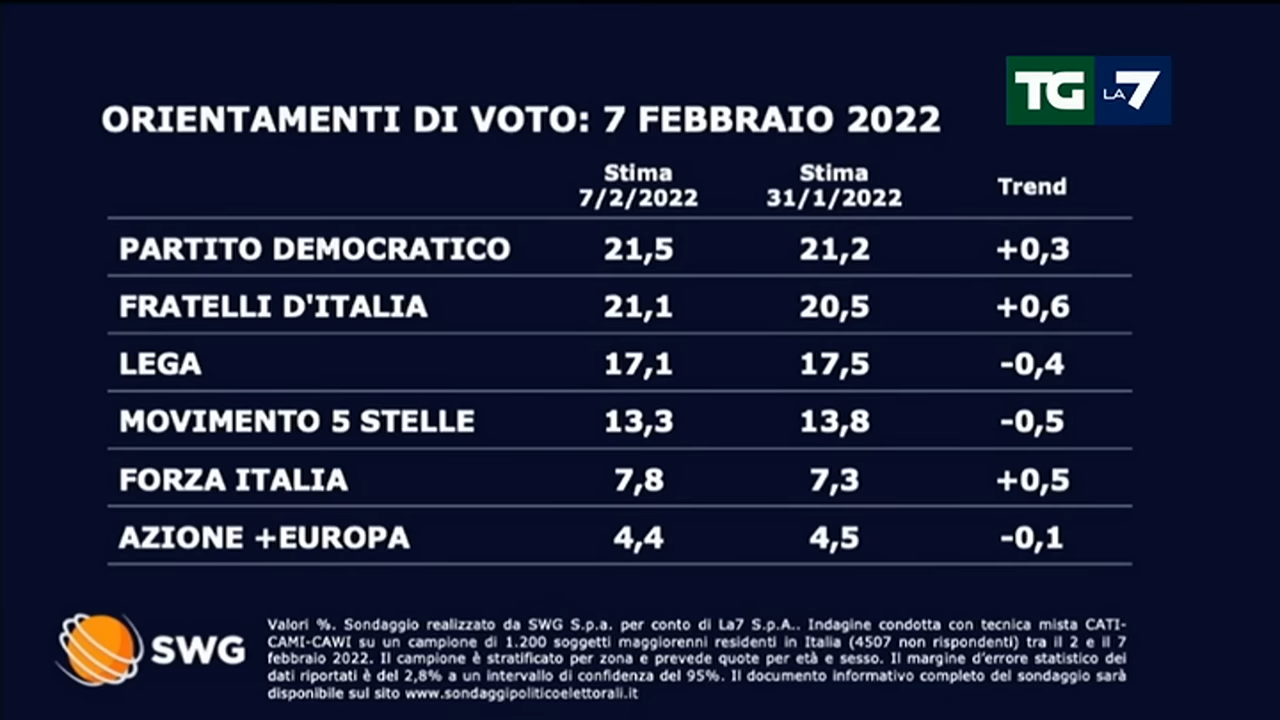 TG LA7
ORIENTAMENTI DI VOTO: 7 FEBBRAIO 2022
Stima 7/2/2022 Stima 31/1/2022 Trend
PARTITO DEMOCRATICO 21,5 21,2 +0,3
FRATELLI D'ITALIA 21,1 20,5 +0,6
LEGA 17,1 17,5 -0,4
MOVIMENTO 5 STELLE 13,3 13,8 -0,5
FORZA ITALIA 7,8 7,3 +0,5
AZIONE +EUROPA 4,4 4,5 -0,1
SWG
Valori %. Sondaggio realizzato da SWG S.p.a. per conto di La7 S.p.A.. Indagine condotta con tecnica mista CATI-
CAMI-CAWI su un campione di 1.200 soggetti maggiorenni residenti in Italia (4507 non rispondenti) tra il 2 e il 7
febbraio 2022. Il campione è stratificato per zona e prevede quote per età e sesso. Il margine d'errore statistico dei
dati riportati è del 2,8% a un intervallo di confidenza del 95%. Il documento informativo completo del sondaggio sarà
disponibile sul sito www.sondaggipoliticoelettorali.it